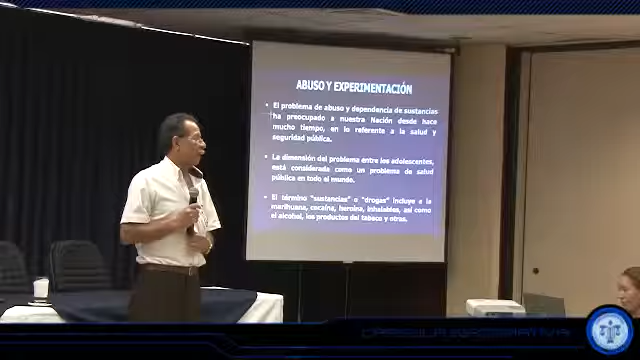 ABUSO Y EXPERIMENTACIÓN
• El problema de abuso y dependencia de sustancias
ha preocupado a nuestra Nación desde hace
mucho tiempo, en lo referente a la salud y
seguridad pública.
• La dimensión del problema entre los adolescentes,
está considerada como un problema de salud
pública en todo el mundo.
• El término "sustancias" o "drogas" incluye a la
marihuana, cocaína, heroína, inhalables, así como
el alcohol, los productos del tabaco y otras.